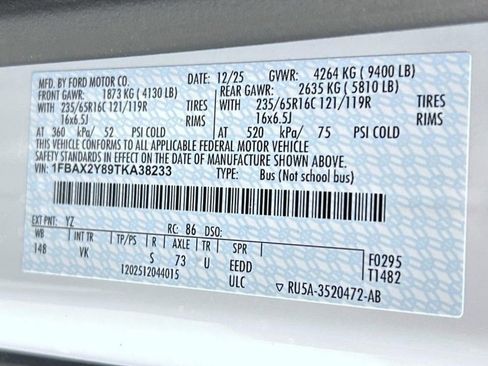 MFD. BY FORD MOTOR CO. 12/25 GVWR: 4264 KG ( 9400 LB)
FRONT GAWR: 1873 KG ( 4130 LB) REAR GAWR: 2635 KG ( 5810 LB)
WITH 235/65R16C 121/119R TIRES WITH 235/65R16C 121/119R TIRES
16x6.5J RIMS 16x6.5J RIMS
AT 360 kPa/ 52 PSI COLD AT 520 kPa/ 75 PSI COLD
THIS VEHICLE CONFORMS TO ALL APPLICABLE FEDERAL MOTOR VEHICLE
SAFETY STANDARDS IN EFFECT ON THE DATE OF MANUFACTURE SHOWN ABOVE.
VIN: 1FBAX2Y89TKA38233 TYPE: Bus (Not school bus)
EXT PNT: YZ RC: 86 DSO:
WB INT TR TP/PS R AXLE TR SPR F0295
148 VK S 73 U EEDD T1482
ULC
1202512044015 ▽ RU5A-3520472-AB